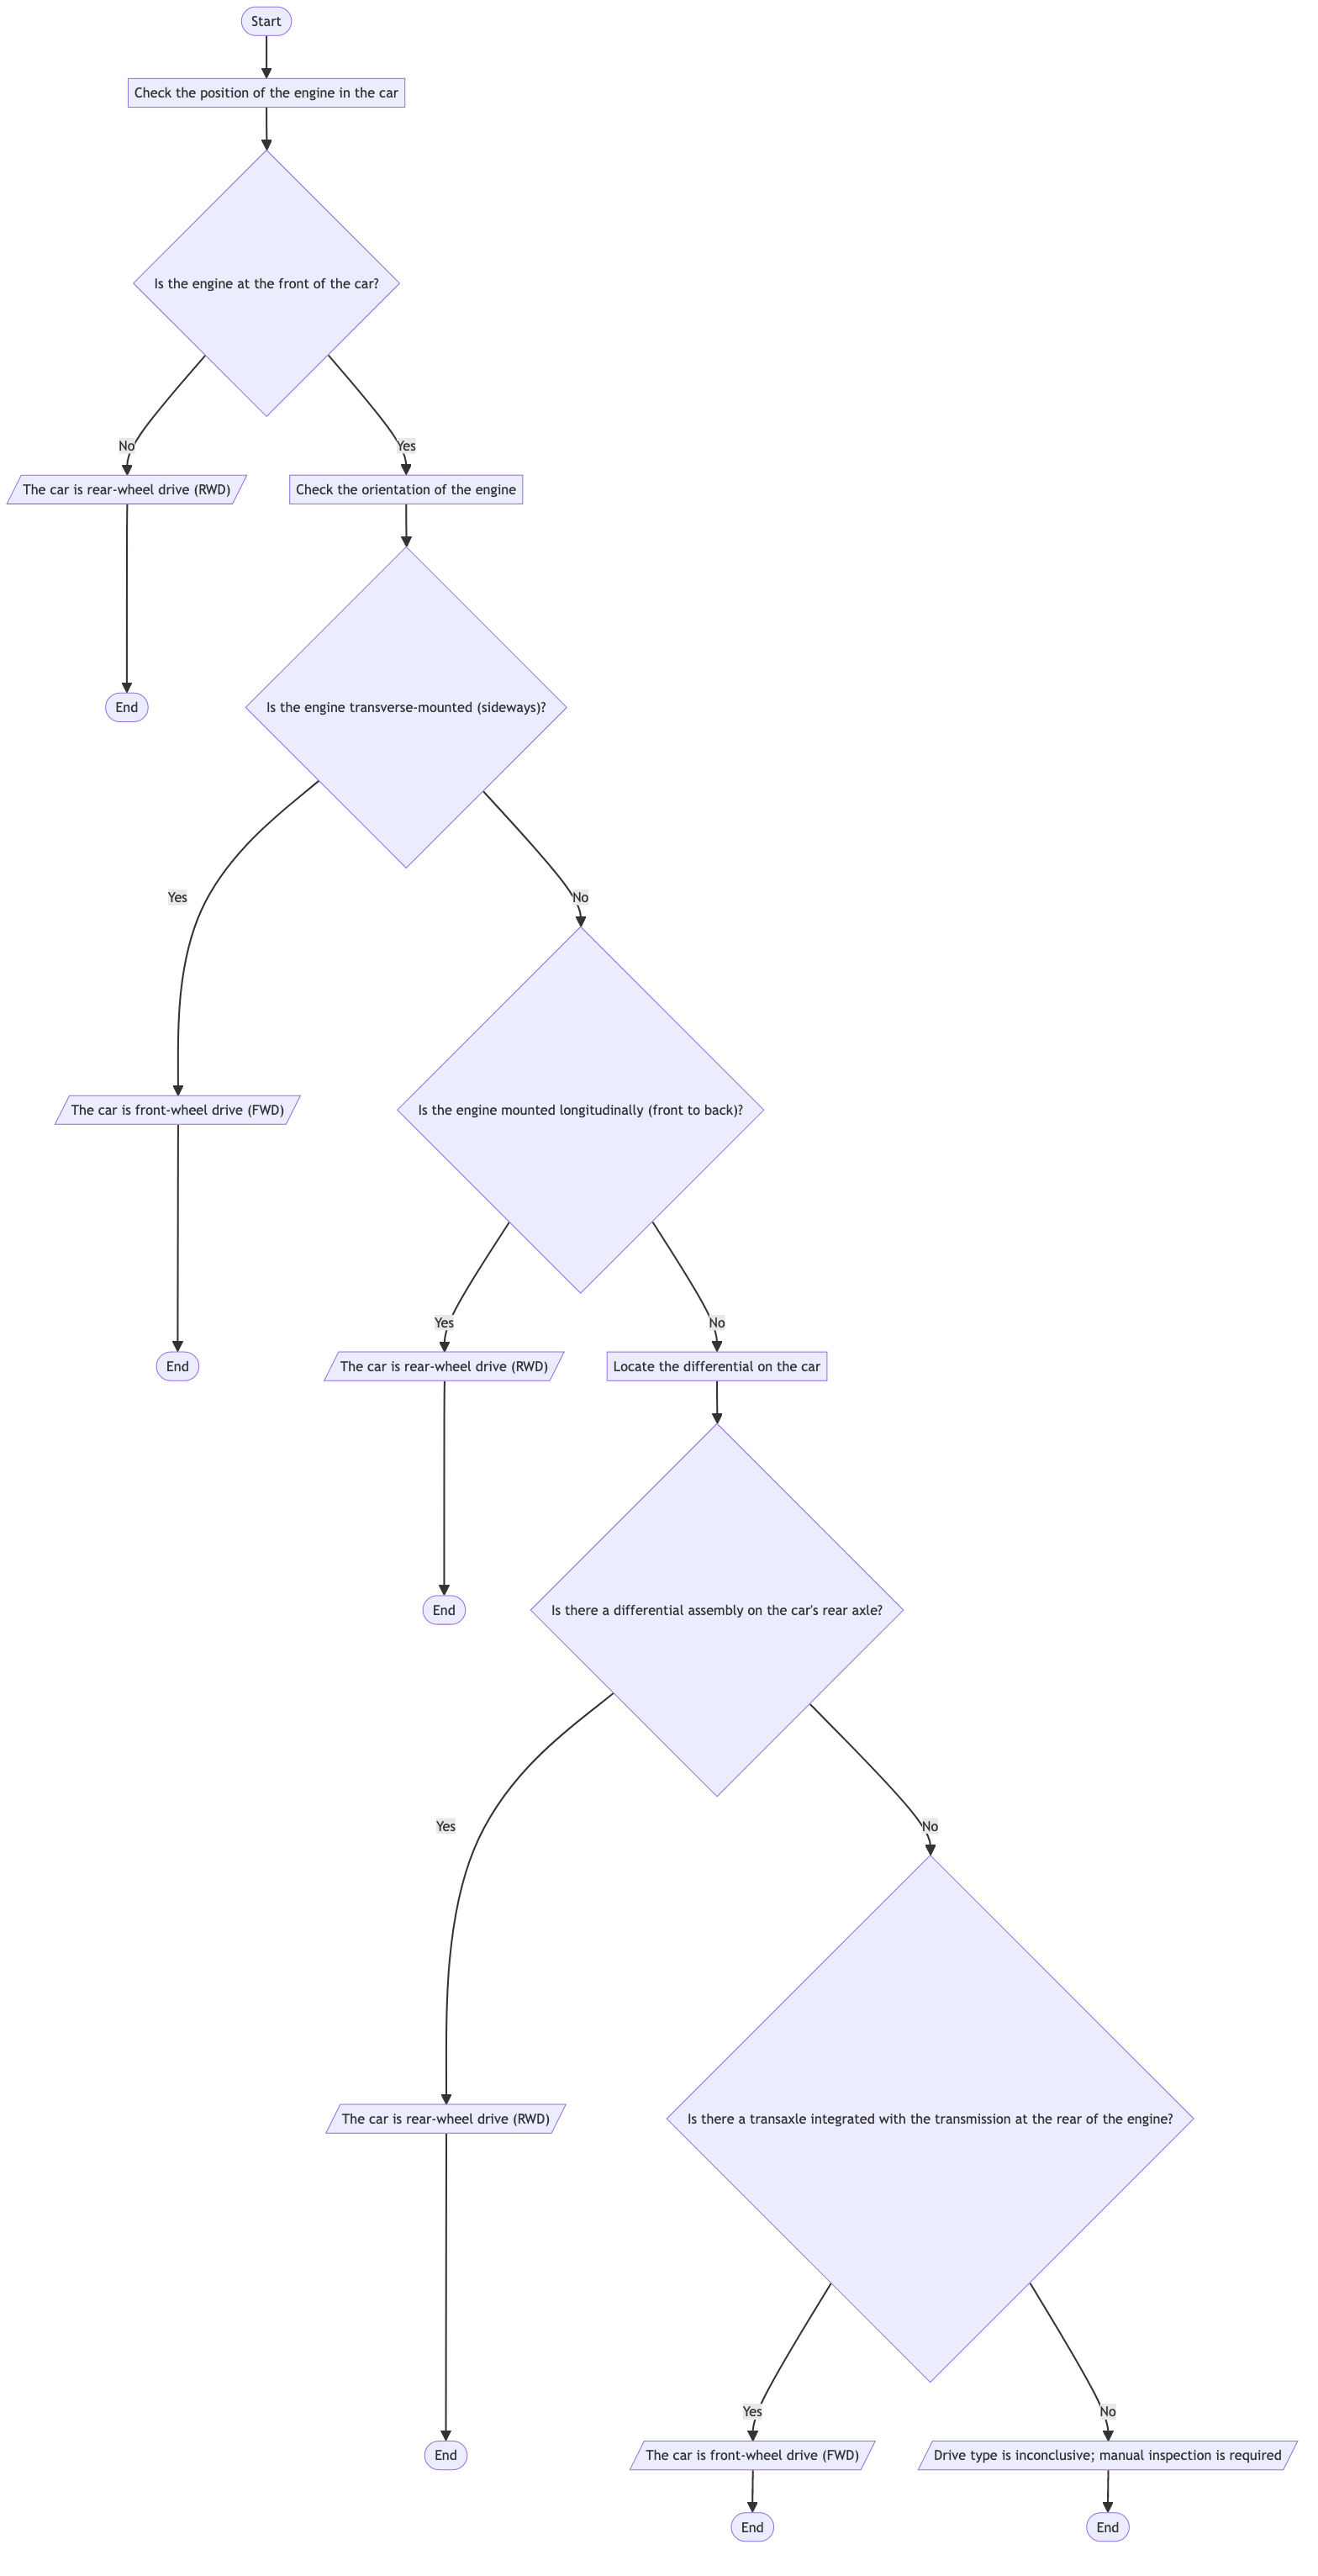 Start
Check the position of the engine in the car
Is the engine at the front of the car?
No
Yes
The car is rear-wheel drive (RWD)
Check the orientation of the engine
End
Is the engine transverse-mounted (sideways)?
Yes
No
The car is front-wheel drive (FWD)
Is the engine mounted longitudinally (front to back)?
Yes
No
End
The car is rear-wheel drive (RWD)
Locate the differential on the car
End
Is there a differential assembly on the car's rear axle?
Yes
No
The car is rear-wheel drive (RWD)
Is there a transaxle integrated with the transmission at the rear of the engine?
Yes
No
End
The car is front-wheel drive (FWD)
Drive type is inconclusive; manual inspection is required
End
End